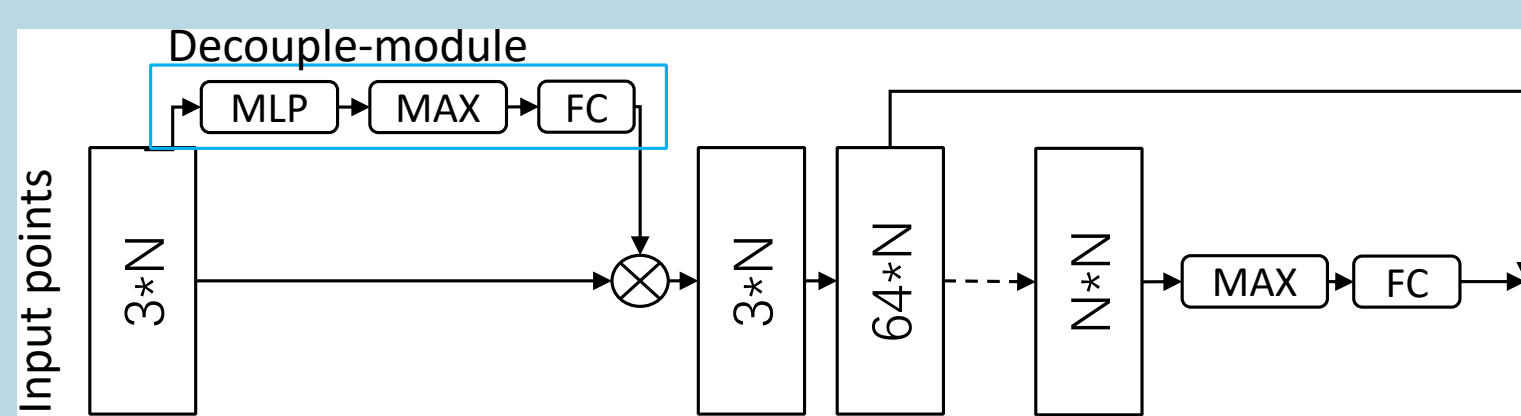 Decouple-module
MLP
MAX
FC
Input points
3*N
3*N
64*N
N*N
MAX
FC